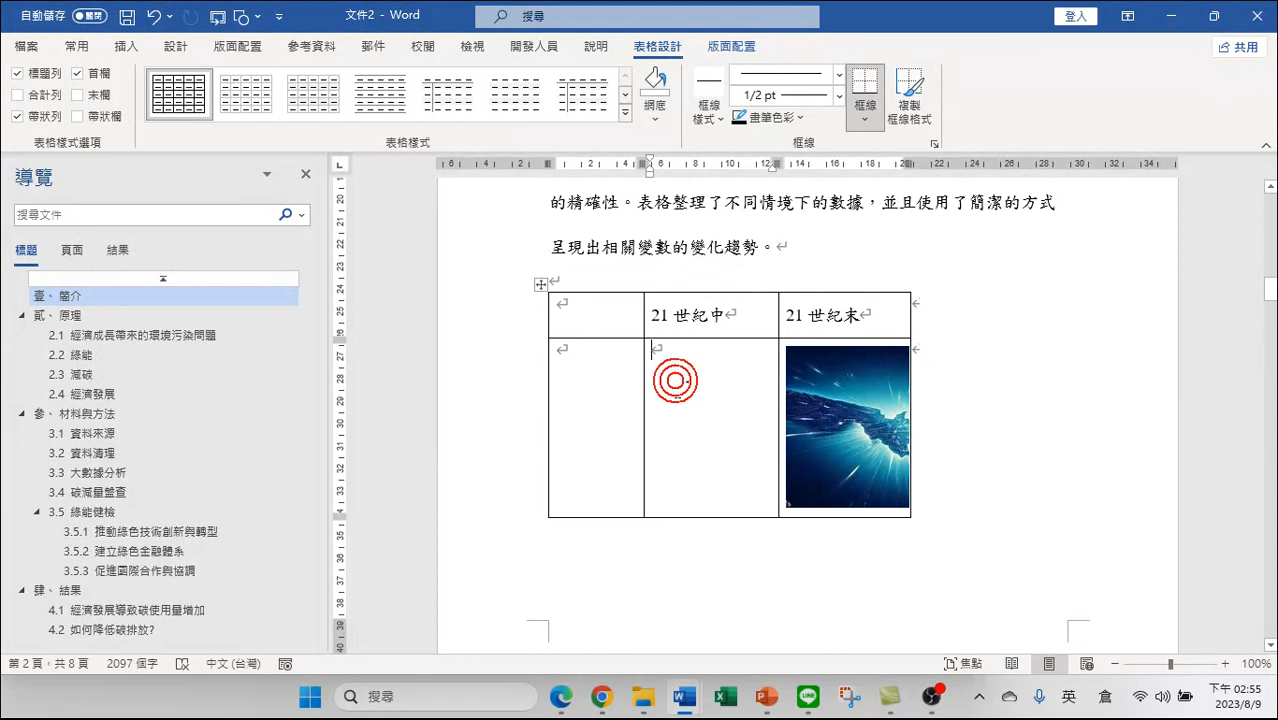 自動儲存 關閉 文件2 - Word 搜尋 登入
檔案 常用 插入 設計 版面配置 參考資料 郵件 校閱 檢視 開發人員 說明 表格設計 版面配置 共用
標題列 首欄
合計列 末欄
帶狀列 帶狀欄
表格樣式選項
表格樣式
網底
框線樣式
1/2 pt
畫筆色彩
框線
複製框線格式
框線
導覽
搜尋文件
標題 頁面 結果
壹、 簡介
貳、 原理
2.1 經濟成長帶來的環境污染問題
2.2 綠能
2.3 減碳
2.4 經濟發展
參、 材料與方法
3.1 資料來源
3.2 資料清理
3.3 大數據分析
3.4 碳減量盤查
3.5 綠能健檢
3.5.1 推動綠色技術創新與轉型
3.5.2 建立綠色金融體系
3.5.3 促進國際合作與協調
肆、 結果
4.1 經濟發展導致碳使用量增加
4.2 如何降低碳排放?
的精確性。表格整理了不同情境下的數據，並且使用了簡潔的方式
呈現出相關變數的變化趨勢。
21 世紀中 21 世紀末
第 2 頁，共 8 頁 2097 個字 中文 (台灣) 焦點 100%
搜尋 英 倉 下午 02:55
2023/8/9